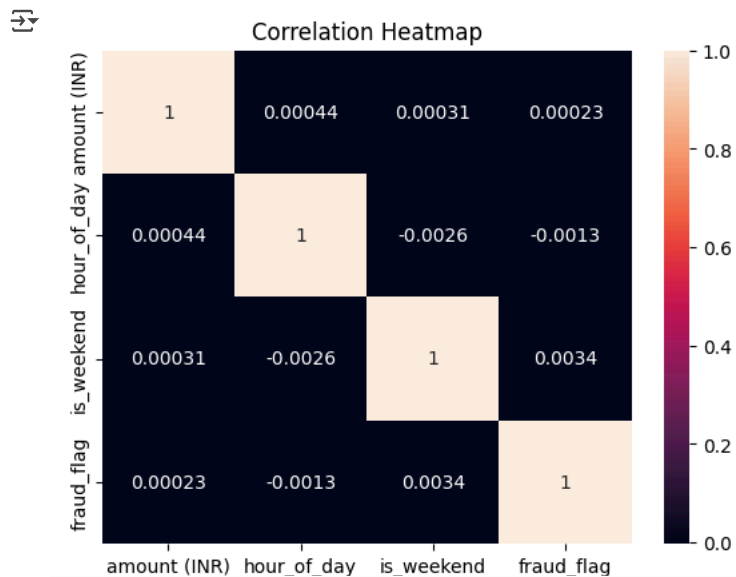 Correlation Heatmap
amount (INR)
1 0.00044 0.00031 0.00023
hour_of_day
0.00044 1 -0.0026 -0.0013
is_weekend
0.00031 -0.0026 1 0.0034
fraud_flag
0.00023 -0.0013 0.0034 1
amount (INR) hour_of_day is_weekend fraud_flag
1.0
0.8
0.6
0.4
0.2
0.0